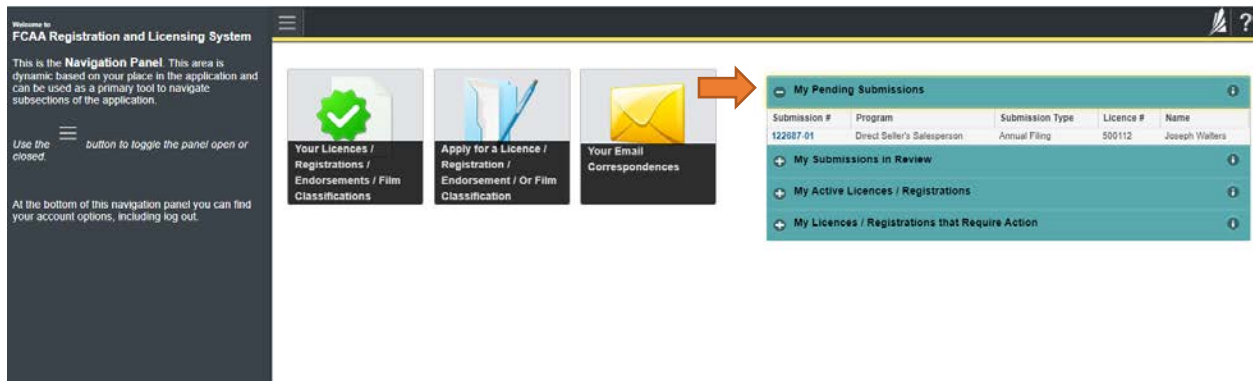 Welcome to
FCAA Registration and Licensing System
This is the Navigation Panel. This area is
dynamic based on your place in the application and
can be used as a primary tool to navigate
subsections of the application.
Use the button to toggle the panel open or
closed.
At the bottom of this navigation panel you can find
your account options, including log out.
?
Your Licences /
Registrations /
Endorsements / Film
Classifications
Apply for a Licence /
Registration /
Endorsement / Or Film
Classification
Your Email
Correspondences
My Pending Submissions
Submission # Program Submission Type Licence # Name
122687-01 Direct Seller's Salesperson Annual Filing 500112 Joseph Walters
My Submissions in Review
My Active Licences / Registrations
My Licences / Registrations that Require Action